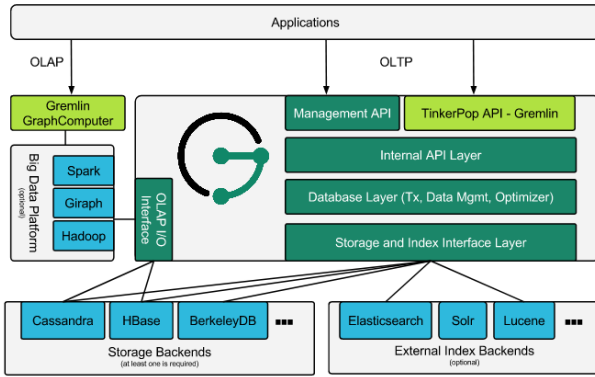 Applications
OLAP
OLTP
Gremlin
GraphComputer
Management API
TinkerPop API - Gremlin
Internal API Layer
Big Data Platform
(optional)
Spark
Giraph
Hadoop
OLAP I/O
Interface
Database Layer (Tx, Data Mgmt, Optimizer)
Storage and Index Interface Layer
Cassandra
HBase
BerkeleyDB
Storage Backends
(at least one is required)
Elasticsearch
Solr
Lucene
External Index Backends
(optional)